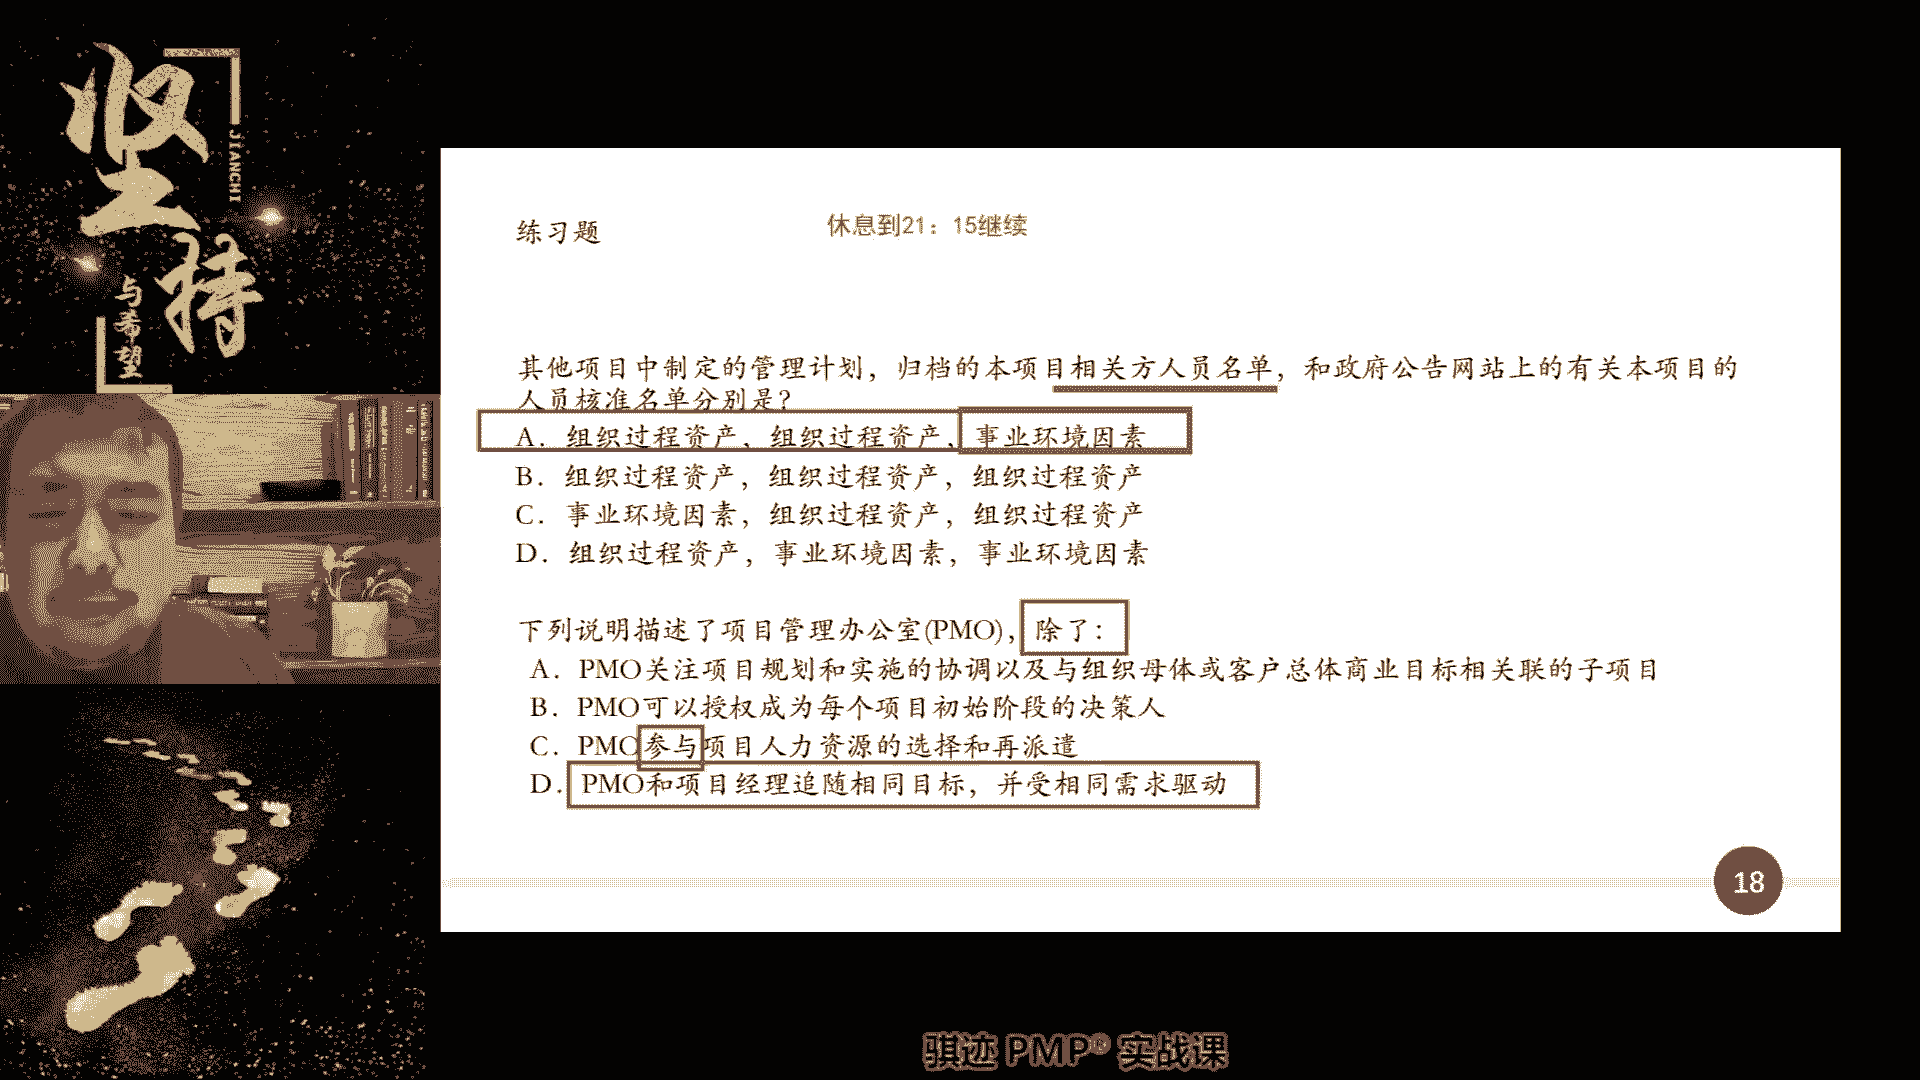 坚持
JIANCHI
与希望
练习题
休息到21：15继续
其他项目中制定的管理计划，归档的本项目相关方人员名单，和政府公告网站上的有关本项目的
人员核准名单分别是？
A．组织过程资产，组织过程资产，事业环境因素
B．组织过程资产，组织过程资产，组织过程资产
C．事业环境因素，组织过程资产，组织过程资产
D．组织过程资产，事业环境因素，事业环境因素
下列说明描述了项目管理办公室(PMO)，除了：
A．PMO关注项目规划和实施的协调以及与组织母体或客户总体商业目标相关联的子项目
B．PMO可以授权成为每个项目初始阶段的决策人
C．PMO参与项目人力资源的选择和再派遣
D．PMO和项目经理追随相同目标，并受相同需求驱动
18
骐迹 PMP® 实战课